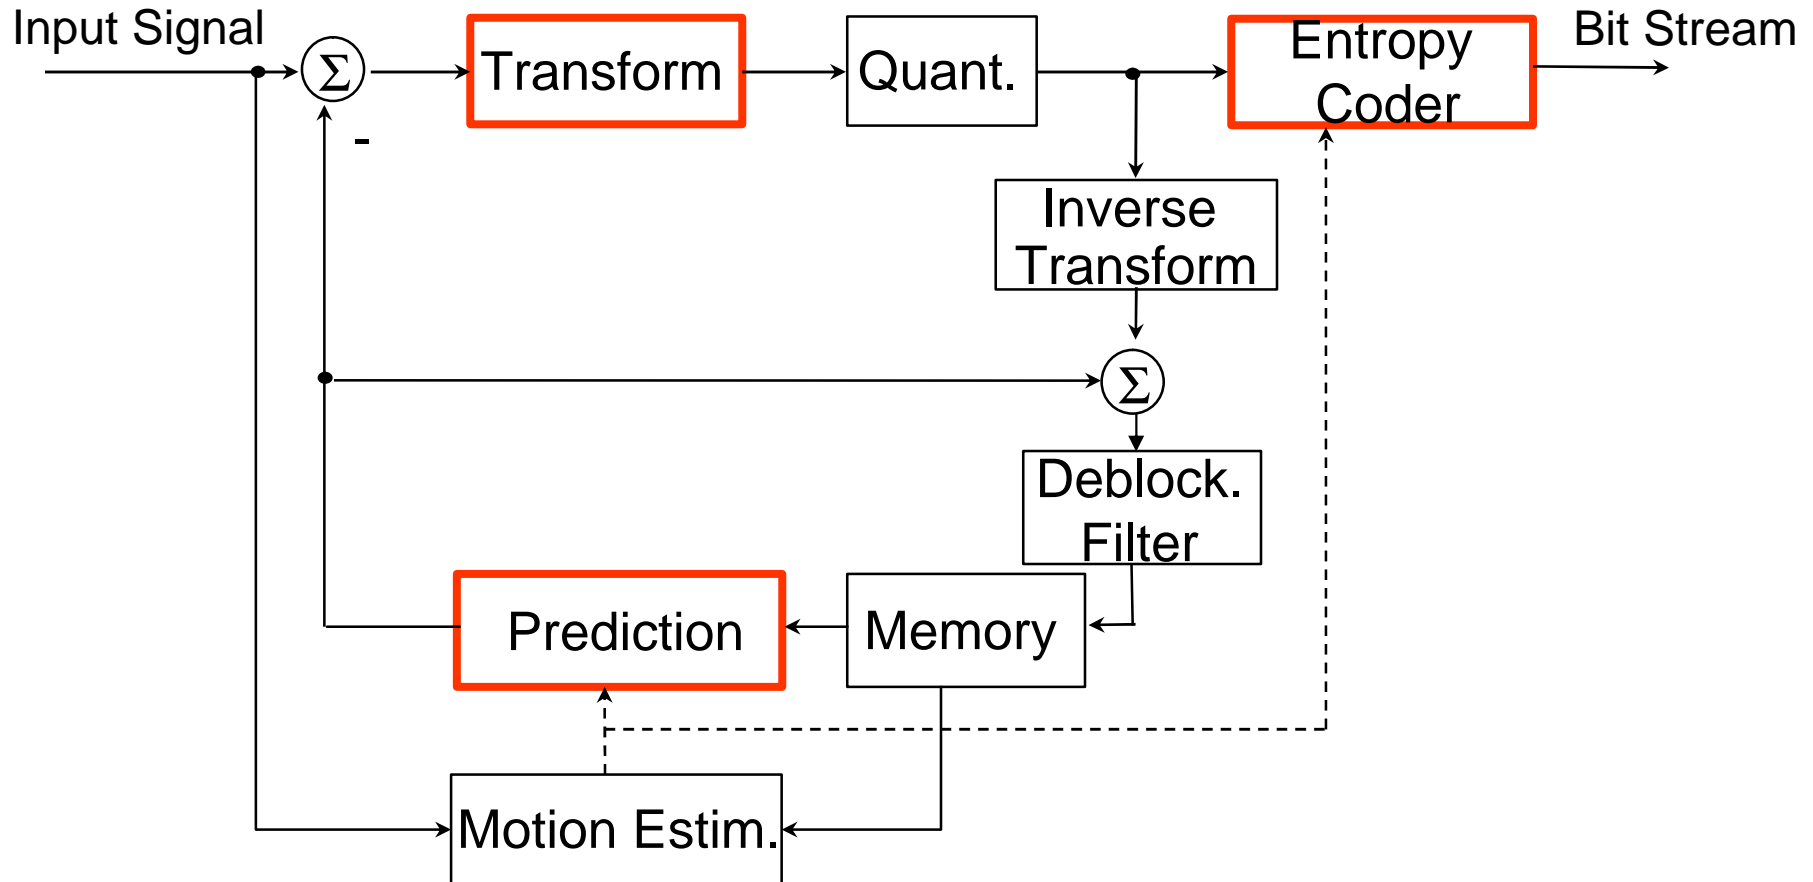 Input Signal
Σ
-
Transform
Quant.
Entropy
Coder
Bit Stream
Inverse
Transform
Σ
Deblock.
Filter
Prediction
Memory
Motion Estim.